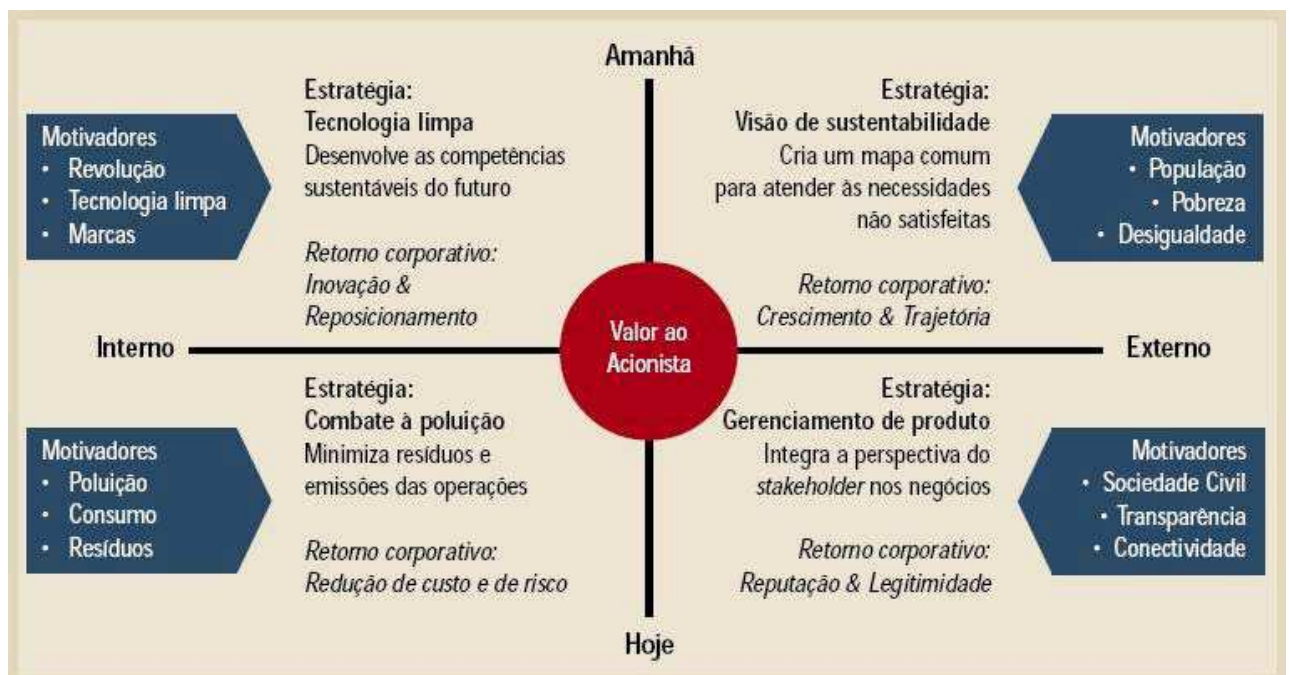 Amanhã
Motivadores
• Revolução
• Tecnologia limpa
• Marcas
Estratégia:
Tecnologia limpa
Desenvolve as competências
sustentáveis do futuro
Retorno corporativo:
Inovação &
Reposicionamento
Estratégia:
Visão de sustentabilidade
Cria um mapa comum
para atender às necessidades
não satisfeitas
Retorno corporativo:
Crescimento & Trajetória
Motivadores
• População
• Pobreza
• Desigualdade
Interno
Valor ao
Acionista
Externo
Motivadores
• Poluição
• Consumo
• Resíduos
Estratégia:
Combate à poluição
Minimiza resíduos e
emissões das operações
Retorno corporativo:
Redução de custo e de risco
Estratégia:
Gerenciamento de produto
Integra a perspectiva do
stakeholder nos negócios
Retorno corporativo:
Reputação & Legitimidade
Motivadores
• Sociedade Civil
• Transparência
• Conectividade
Hoje